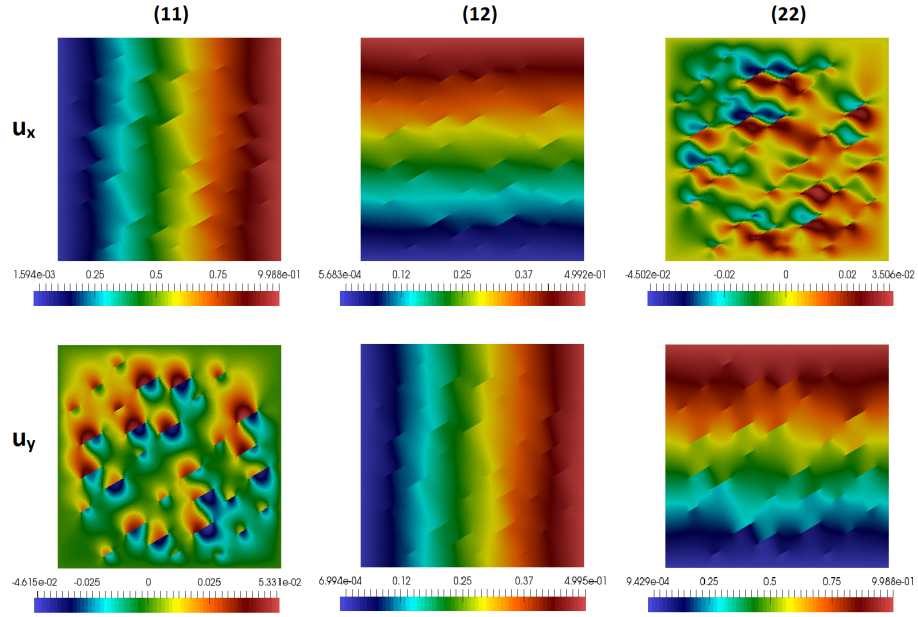 (11) (12) (22)
ux
1.594e-03 0.25 0.5 0.75 9.988e-01
5.683e-04 0.12 0.25 0.37 4.992e-01
-4.502e-02 -0.02 0 0.02 3.506e-02
uy
-4.615e-02 -0.025 0 0.025 5.331e-02
6.994e-04 0.12 0.25 0.37 4.995e-01
9.429e-04 0.25 0.5 0.75 9.988e-01